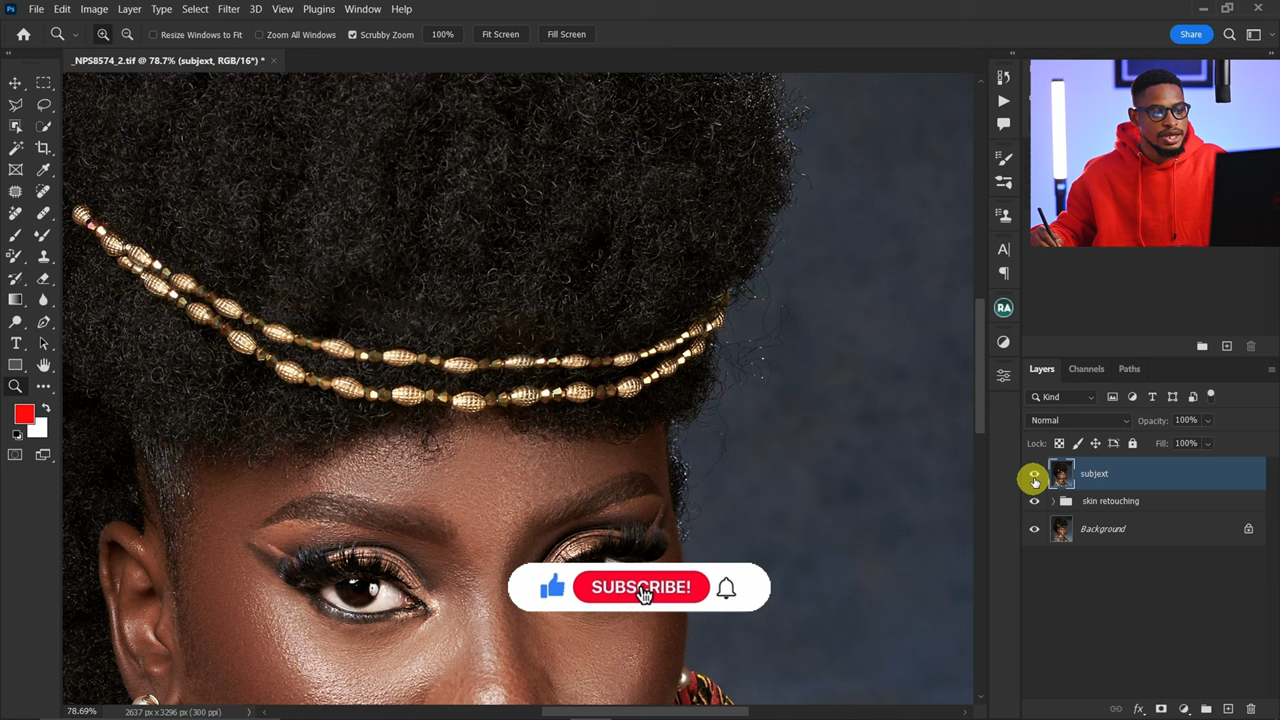 Ps File Edit Image Layer Type Select Filter 3D View Plugins Window Help
Resize Windows to Fit All Windows Scrubby Zoom 100% Fit Screen Fill Screen Share
_NPS8574_2.tif @ 78.7% (subjext, RGB/16*) *
RA
Layers Channels Paths
Kind
Normal Opacity: 100%
Lock: Fill: 100%
subjext
skin retouching
Background
SUBSCRIBE!
78.69% 2637 px x 3296 px (300 ppi)
fx